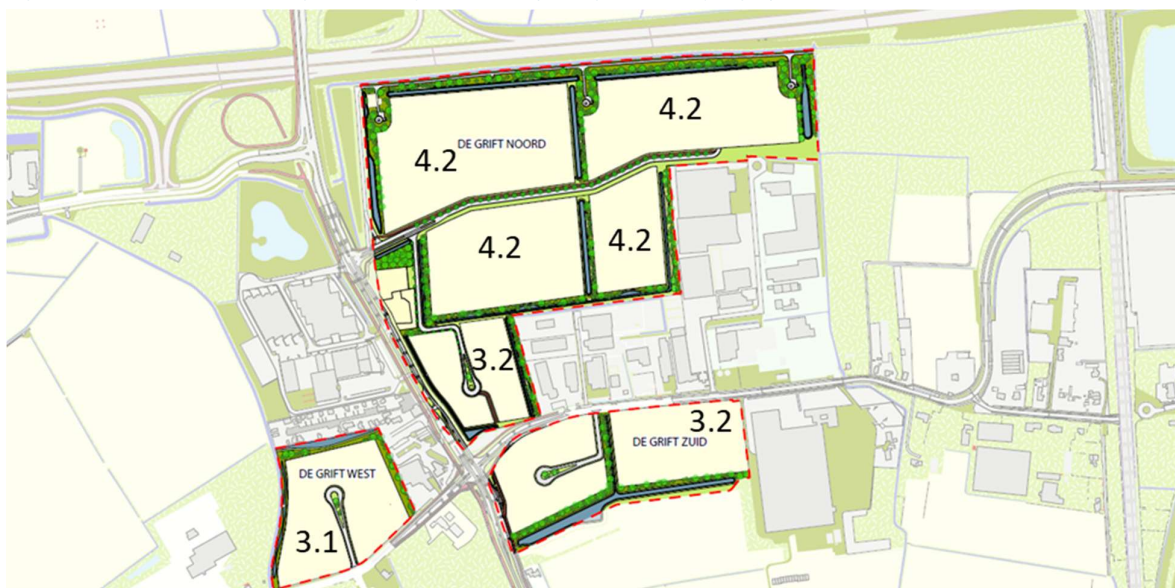 4.2
DE GRIFT NOORD
4.2
4.2
4.2
3.2
3.2
DE GRIFT ZUID
DE GRIFT WEST
3.1